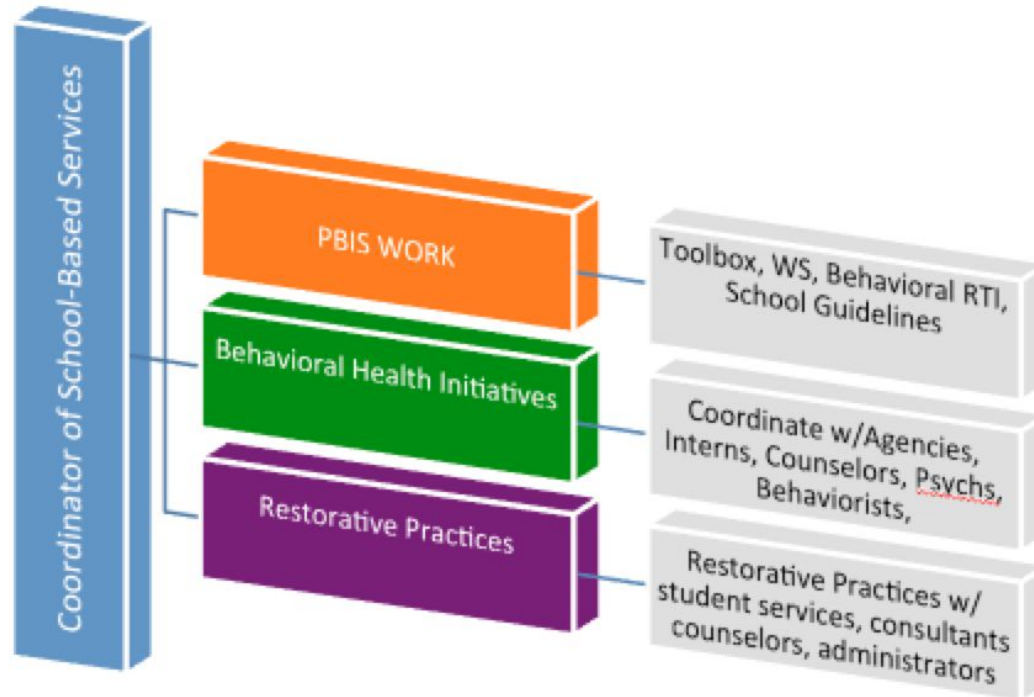 Coordinator of School-Based Services
PBIS WORK
Toolbox, WS, Behavioral RTI,
School Guidelines
Behavioral Health Initiatives
Coordinate w/Agencies,
Interns, Counselors, Psychs,
Behaviorists,
Restorative Practices
Restorative Practices w/
student services, consultants
counselors, administrators